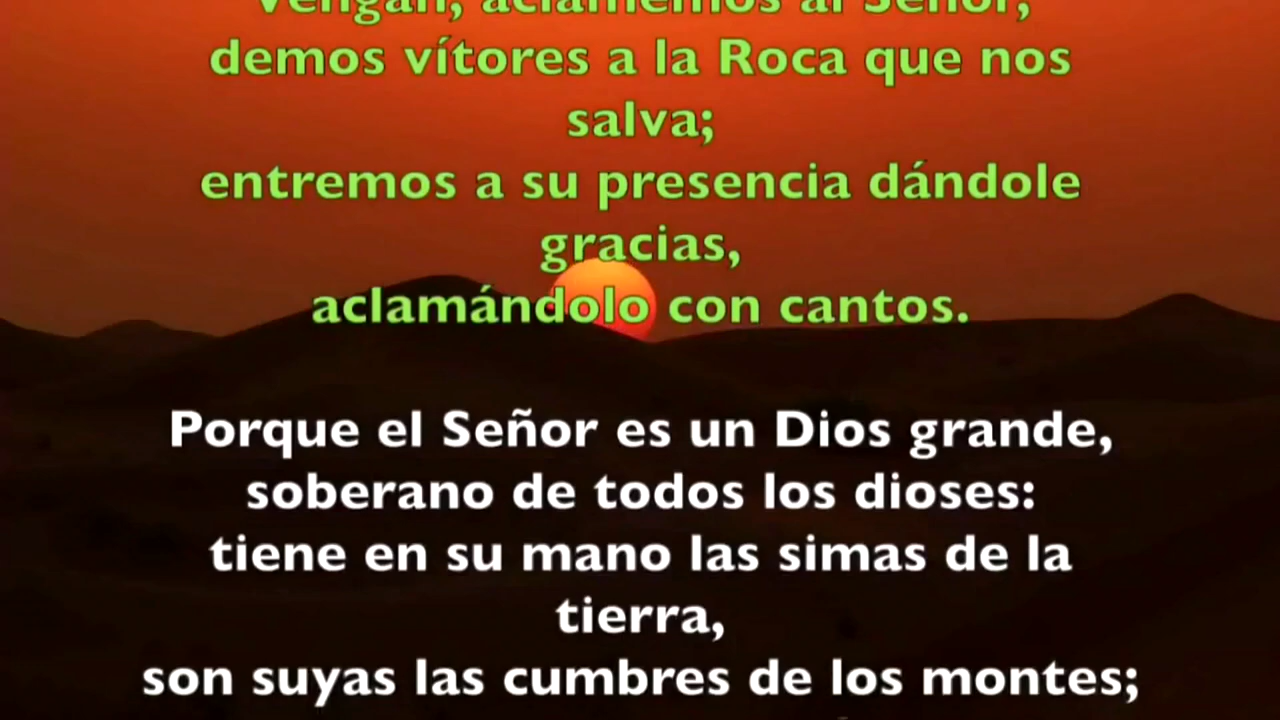 Vengan, aclamemos al Señor,
demos vítores a la Roca que nos
salva;
entremos a su presencia dándole
gracias,
aclamándolo con cantos.
Porque el Señor es un Dios grande,
soberano de todos los dioses:
tiene en su mano las simas de la
tierra,
son suyas las cumbres de los montes;